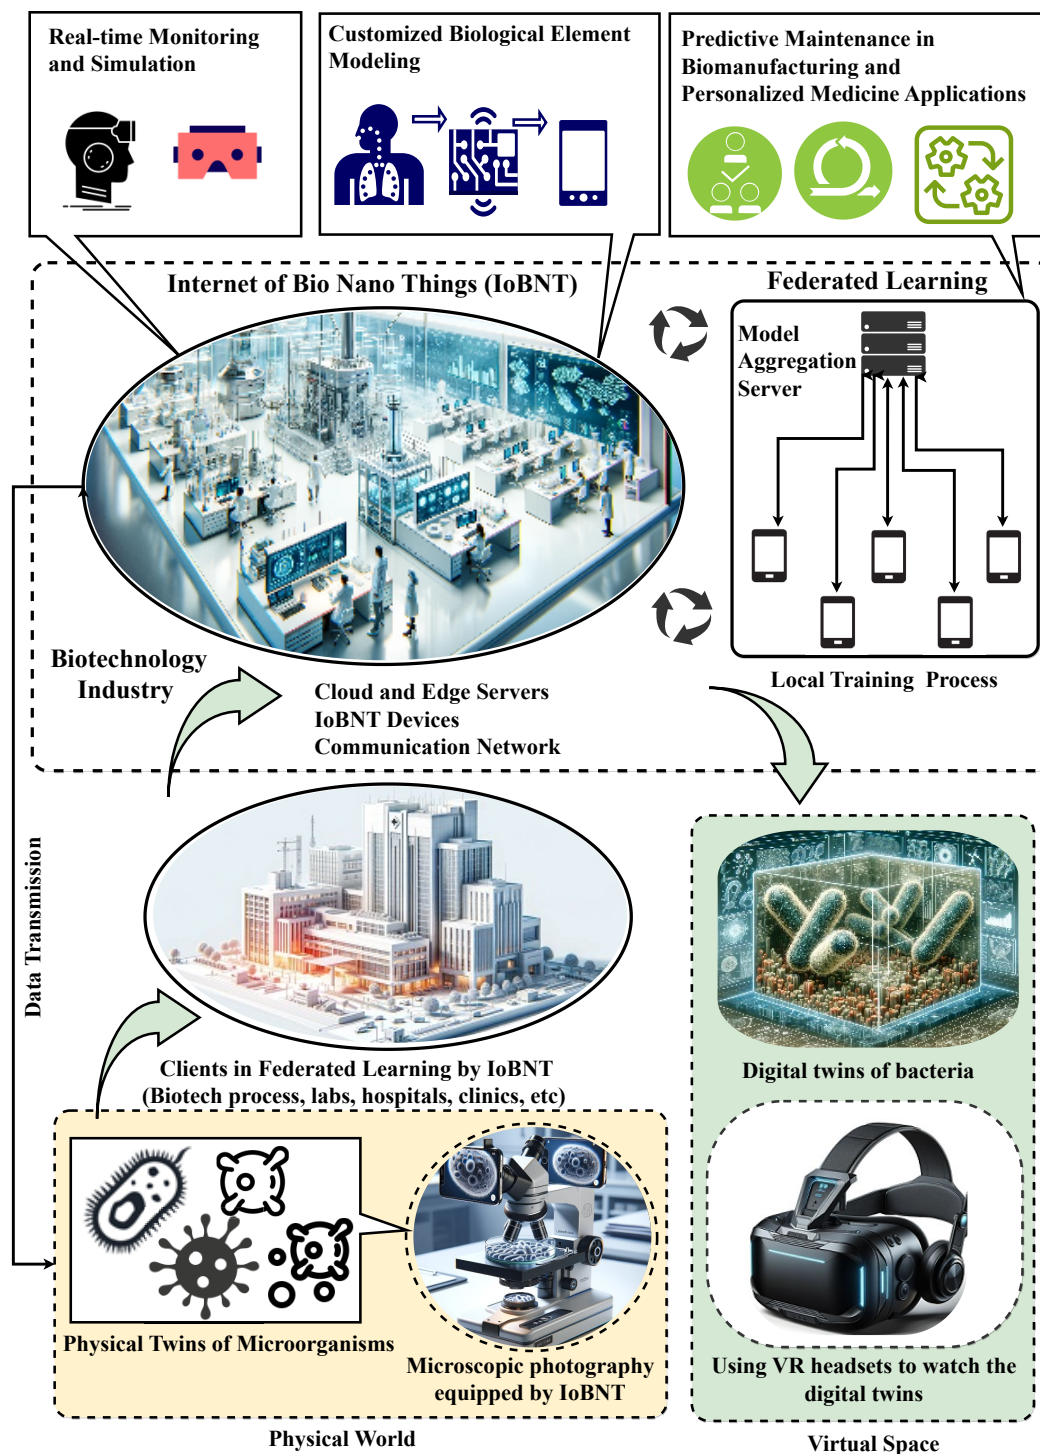 Real-time Monitoring
and Simulation
Customized Biological Element
Modeling
Predictive Maintenance in
Biomanufacturing and
Personalized Medicine Applications
Internet of Bio Nano Things (IoBNT)
Federated Learning
Model
Aggregation
Server
Biotechnology
Industry
Local Training Process
Cloud and Edge Servers
IoBNT Devices
Communication Network
Data Transmission
Clients in Federated Learning by IoBNT
(Biotech process, labs, hospitals, clinics, etc)
Digital twins of bacteria
Physical Twins of Microorganisms
Microscopic photography
equipped by IoBNT
Using VR headsets to watch the
digital twins
Physical World
Virtual Space